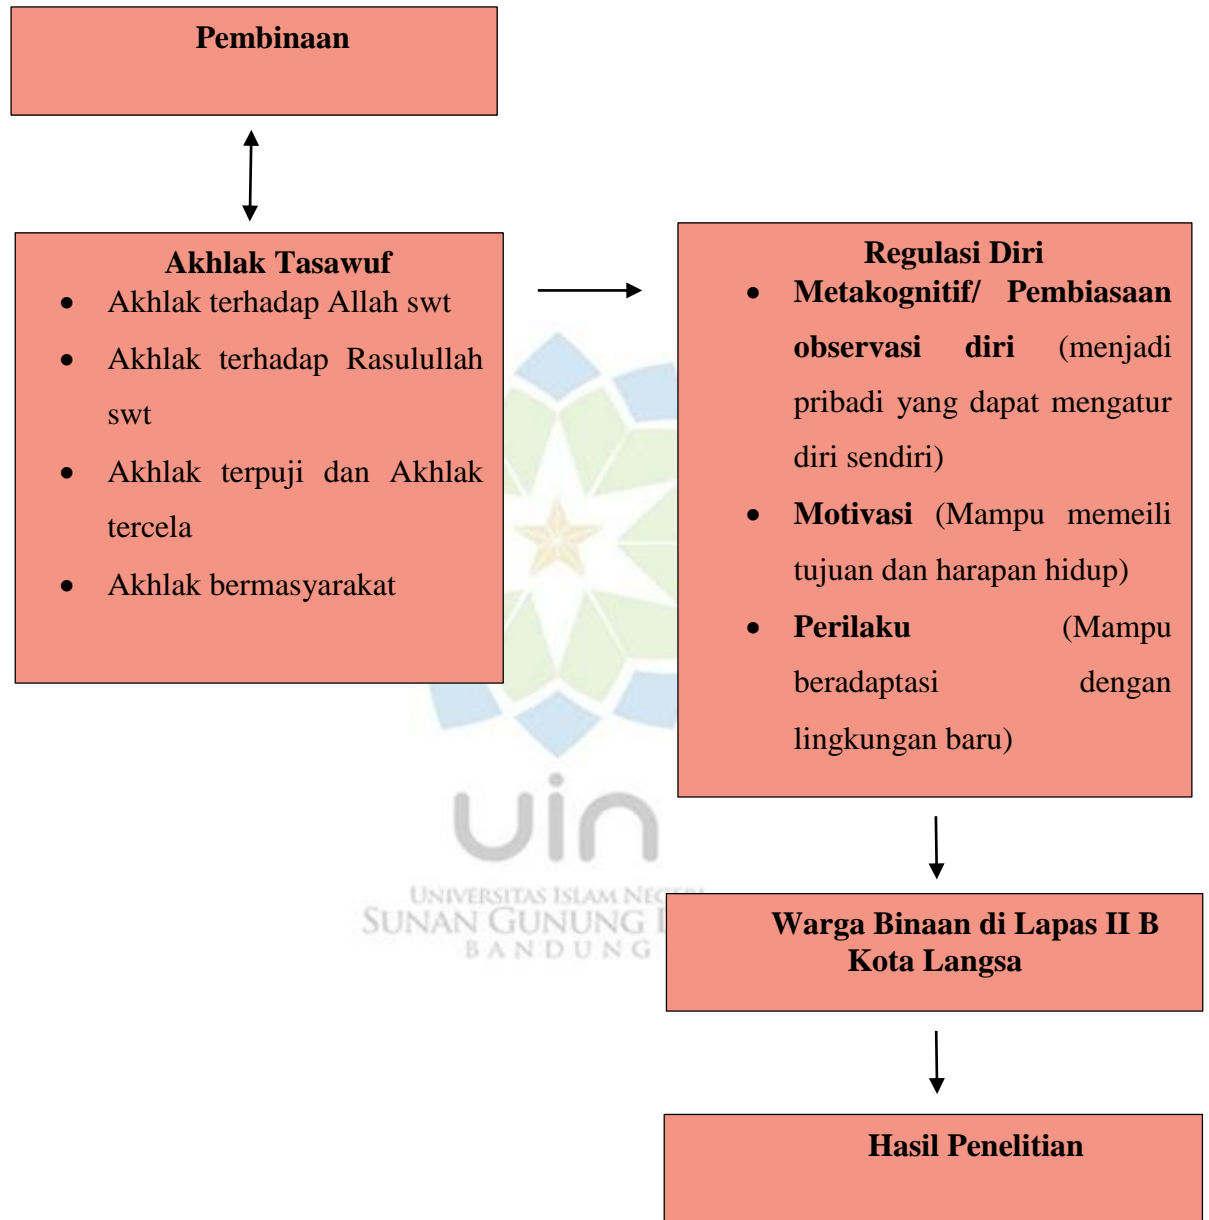 Pembinaan
Akhlak Tasawuf
• Akhlak terhadap Allah swt
• Akhlak terhadap Rasulullah
swt
• Akhlak terpuji dan Akhlak
tercela
• Akhlak bermasyarakat
Regulasi Diri
• Metakognitif/ Pembiasaan
observasi diri (menjadi
pribadi yang dapat mengatur
diri sendiri)
• Motivasi (Mampu memeili
tujuan dan harapan hidup)
• Perilaku (Mampu
beradaptasi dengan
lingkungan baru)
uin
UNIVERSITAS ISLAM
SUNAN GUNUNG
BANDUNG
Warga Binaan di Lapas II B
Kota Langsa
Hasil Penelitian